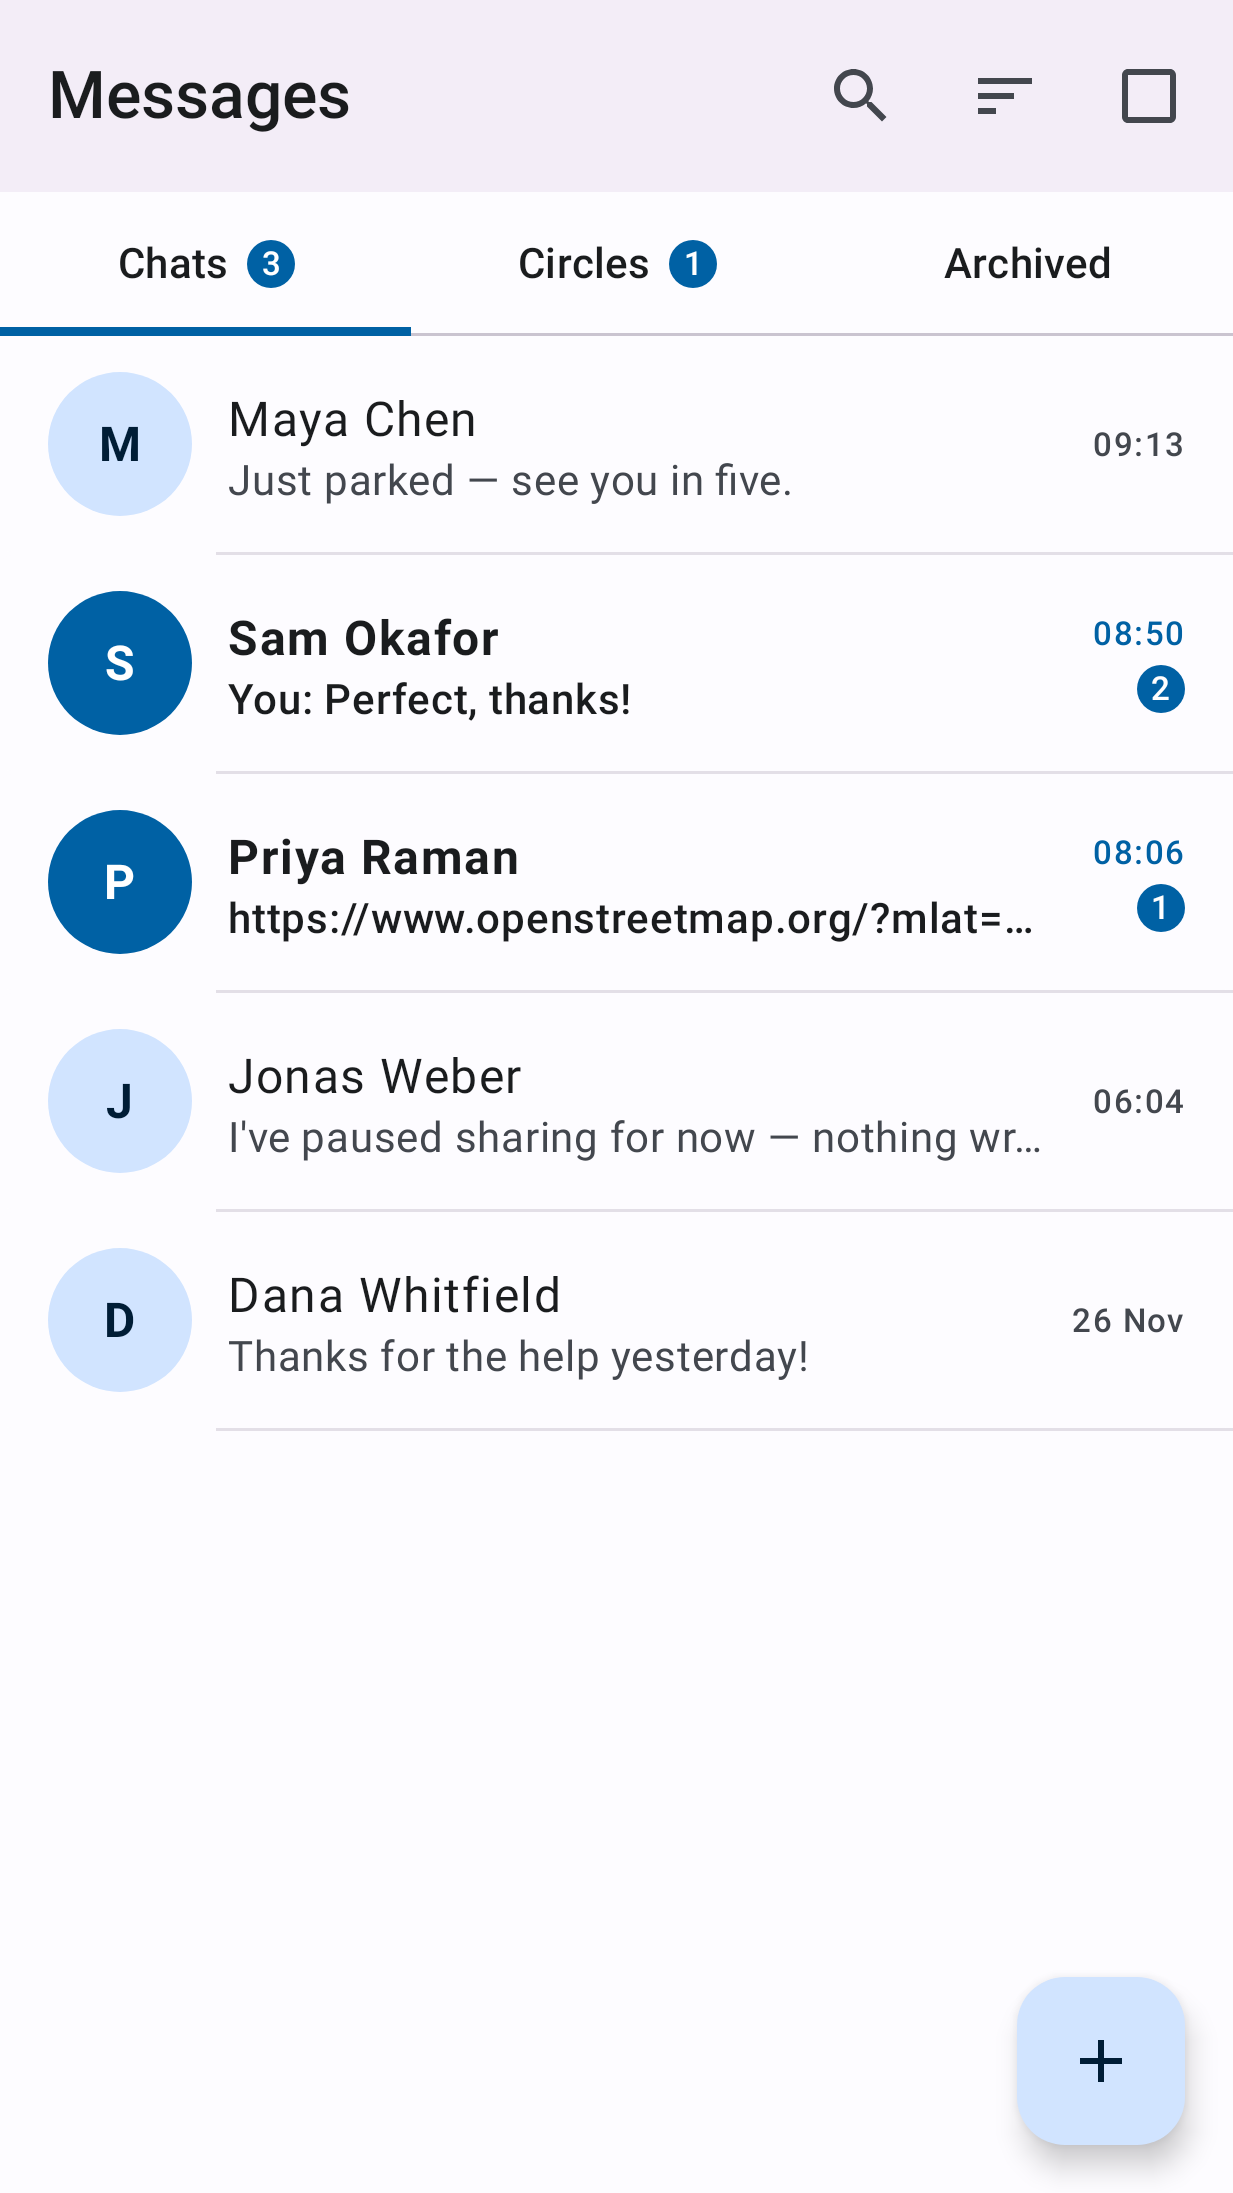 Messages
Chats 3 Circles 1 Archived
M
Maya Chen
Just parked — see you in five.
09:13
S
Sam Okafor
You: Perfect, thanks!
08:50
2
P
Priya Raman
https://www.openstreetmap.org/?mlat=…
08:06
1
J
Jonas Weber
I've paused sharing for now — nothing wr…
06:04
D
Dana Whitfield
Thanks for the help yesterday!
26 Nov